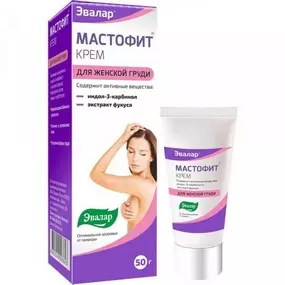 Эвалар®
МАСТОФИТ®
КРЕМ
ДЛЯ ЖЕНСКОЙ ГРУДИ
Содержит активные вещества
индол-3-карбинол
экстракт фукуса
Эвалар
50 г
Эвалар®
МАСТОФИТ
КРЕМ
ДЛЯ ЖЕНСКОЙ ГРУДИ
Эвалар